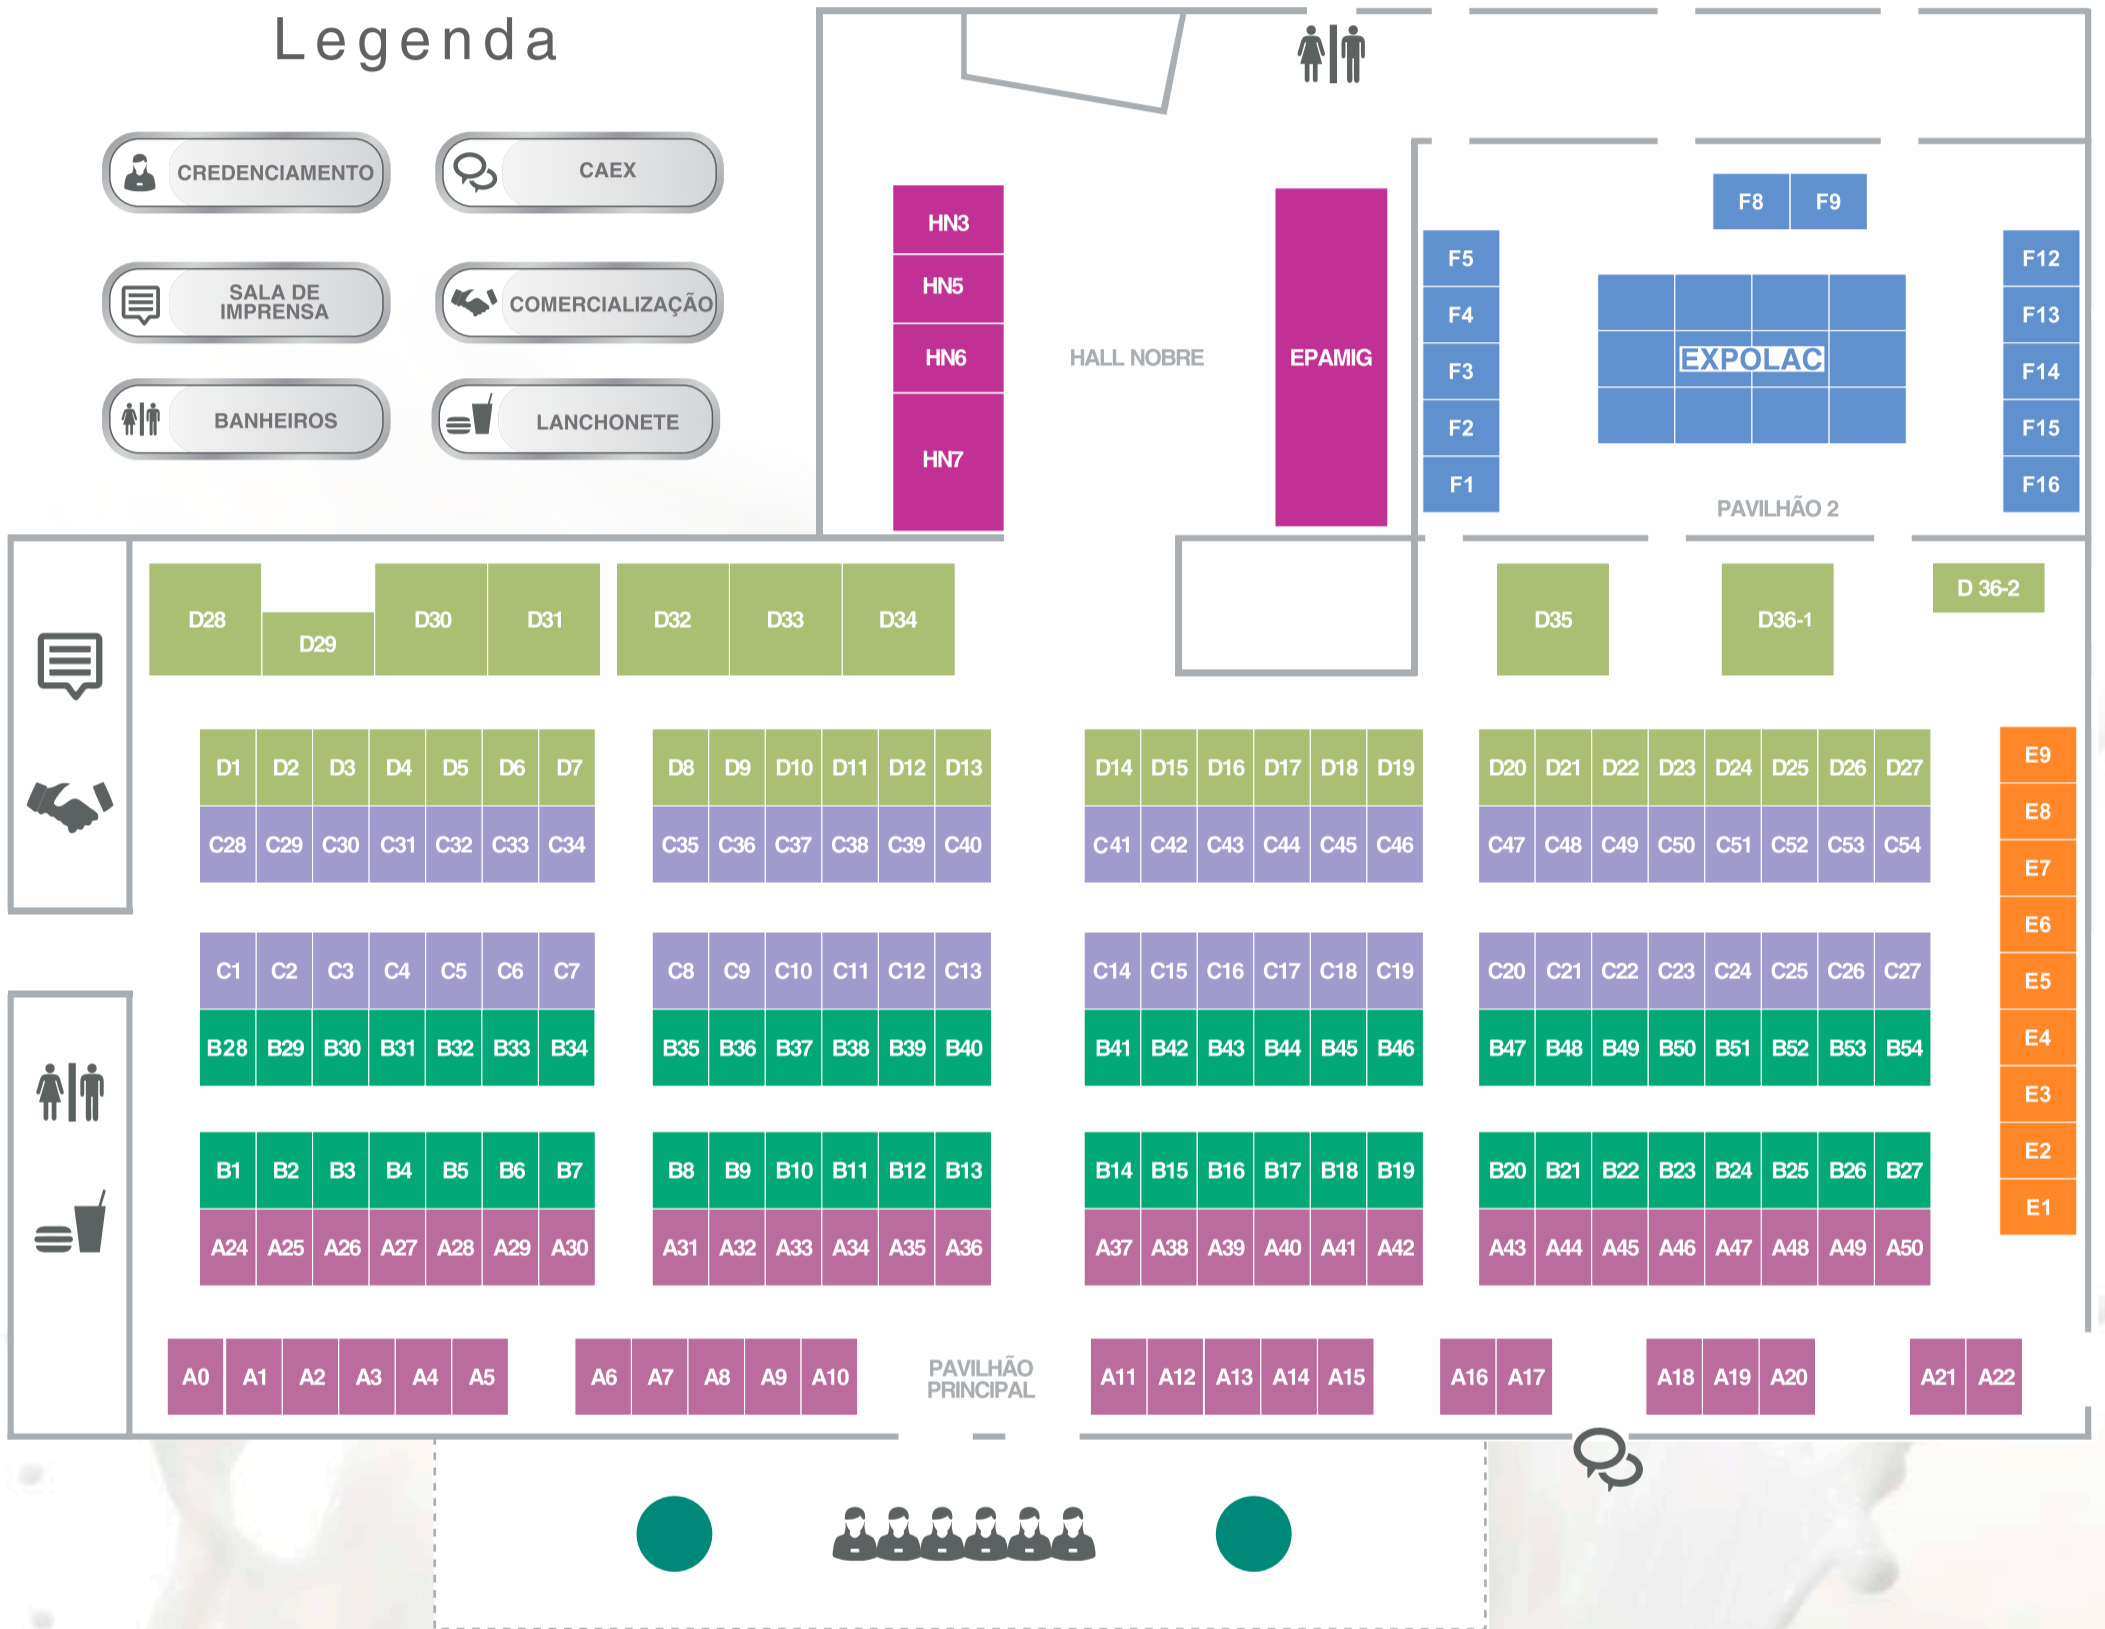 Legenda
CREDENCIAMENTO
CAEX
SALA DE
IMPRENSA
COMERCIALIZAÇÃO
BANHEIROS
LANCHONETE
HN3
HN5
HN6
HN7
HALL NOBRE
EPAMIG
F8 F9
F5
F4
F3
F2
F1
EXPOLAC
F12
F13
F14
F15
F16
PAVILHÃO 2
D28 D29 D30 D31 D32 D33 D34 D35 D36-1 D 36-2
D1 D2 D3 D4 D5 D6 D7 D8 D9 D10 D11 D12 D13 D14 D15 D16 D17 D18 D19 D20 D21 D22 D23 D24 D25 D26 D27
C28 C29 C30 C31 C32 C33 C34 C35 C36 C37 C38 C39 C40 C41 C42 C43 C44 C45 C46 C47 C48 C49 C50 C51 C52 C53 C54
C1 C2 C3 C4 C5 C6 C7 C8 C9 C10 C11 C12 C13 C14 C15 C16 C17 C18 C19 C20 C21 C22 C23 C24 C25 C26 C27
B28 B29 B30 B31 B32 B33 B34 B35 B36 B37 B38 B39 B40 B41 B42 B43 B44 B45 B46 B47 B48 B49 B50 B51 B52 B53 B54
B1 B2 B3 B4 B5 B6 B7 B8 B9 B10 B11 B12 B13 B14 B15 B16 B17 B18 B19 B20 B21 B22 B23 B24 B25 B26 B27
A24 A25 A26 A27 A28 A29 A30 A31 A32 A33 A34 A35 A36 A37 A38 A39 A40 A41 A42 A43 A44 A45 A46 A47 A48 A49 A50
E9
E8
E7
E6
E5
E4
E3
E2
E1
A0 A1 A2 A3 A4 A5 A6 A7 A8 A9 A10
PAVILHÃO
PRINCIPAL
A11 A12 A13 A14 A15 A16 A17 A18 A19 A20 A21 A22